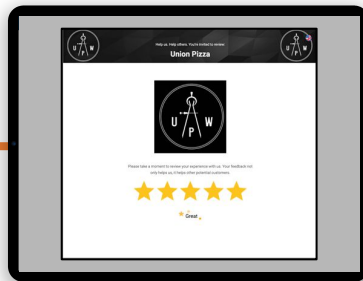 Help us. Help others. You're invited to review
Union Pizza
U P W
U P W
U P W
Please take a moment to review your experience with us. Your feedback not
only helps us, it helps other potential customers.
Great